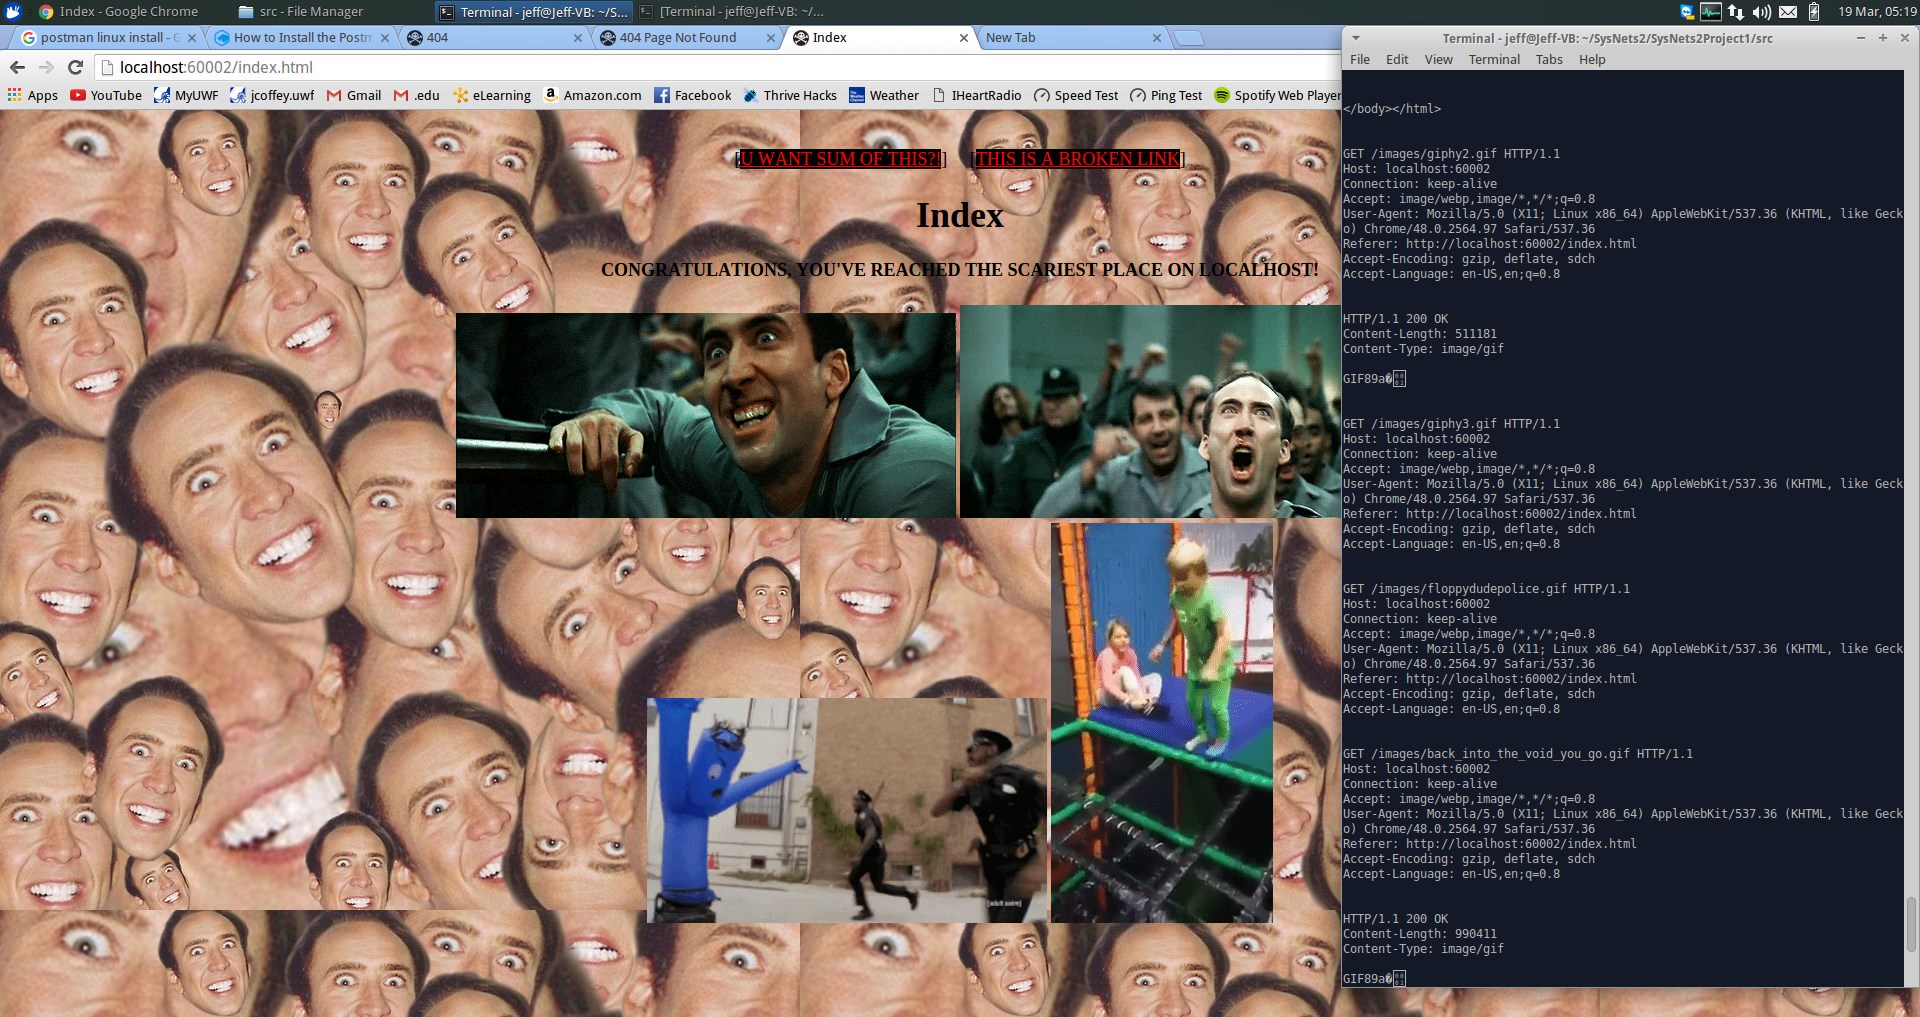 Index - Google Chrome
src - File Manager
Terminal - jeff@Jeff-VB: ~/S...
[Terminal - jeff@Jeff-VB: ~/...
19 Mar, 05:19
postman linux install - G
How to Install the Postm
404
404 Page Not Found
Index
New Tab
localhost:60002/index.html
Apps
YouTube
MyUWF
jcoffey.uwf
Gmail
.edu
eLearning
Amazon.com
Facebook
Thrive Hacks
Weather
IHeartRadio
Speed Test
Ping Test
Spotify Web Player
[U WANT SUM OF THIS?!]
[THIS IS A BROKEN LINK]
Index
CONGRATULATIONS, YOU'VE REACHED THE SCARIEST PLACE ON LOCALHOST!
[adult swim]
Terminal - jeff@Jeff-VB: ~/SysNets2/SysNets2Project1/src
File Edit View Terminal Tabs Help
</body></html>
GET /images/giphy2.gif HTTP/1.1
Host: localhost:60002
Connection: keep-alive
Accept: image/webp,image/*,*/*;q=0.8
User-Agent: Mozilla/5.0 (X11; Linux x86_64) AppleWebKit/537.36 (KHTML, like Geck
o) Chrome/48.0.2564.97 Safari/537.36
Referer: http://localhost:60002/index.html
Accept-Encoding: gzip, deflate, sdch
Accept-Language: en-US,en;q=0.8
HTTP/1.1 200 OK
Content-Length: 511181
Content-Type: image/gif
GIF89a�
GET /images/giphy3.gif HTTP/1.1
Host: localhost:60002
Connection: keep-alive
Accept: image/webp,image/*,*/*;q=0.8
User-Agent: Mozilla/5.0 (X11; Linux x86_64) AppleWebKit/537.36 (KHTML, like Geck
o) Chrome/48.0.2564.97 Safari/537.36
Referer: http://localhost:60002/index.html
Accept-Encoding: gzip, deflate, sdch
Accept-Language: en-US,en;q=0.8
GET /images/floppydudepolice.gif HTTP/1.1
Host: localhost:60002
Connection: keep-alive
Accept: image/webp,image/*,*/*;q=0.8
User-Agent: Mozilla/5.0 (X11; Linux x86_64) AppleWebKit/537.36 (KHTML, like Geck
o) Chrome/48.0.2564.97 Safari/537.36
Referer: http://localhost:60002/index.html
Accept-Encoding: gzip, deflate, sdch
Accept-Language: en-US,en;q=0.8
GET /images/back_into_the_void_you_go.gif HTTP/1.1
Host: localhost:60002
Connection: keep-alive
Accept: image/webp,image/*,*/*;q=0.8
User-Agent: Mozilla/5.0 (X11; Linux x86_64) AppleWebKit/537.36 (KHTML, like Geck
o) Chrome/48.0.2564.97 Safari/537.36
Referer: http://localhost:60002/index.html
Accept-Encoding: gzip, deflate, sdch
Accept-Language: en-US,en;q=0.8
HTTP/1.1 200 OK
Content-Length: 990411
Content-Type: image/gif
GIF89a�